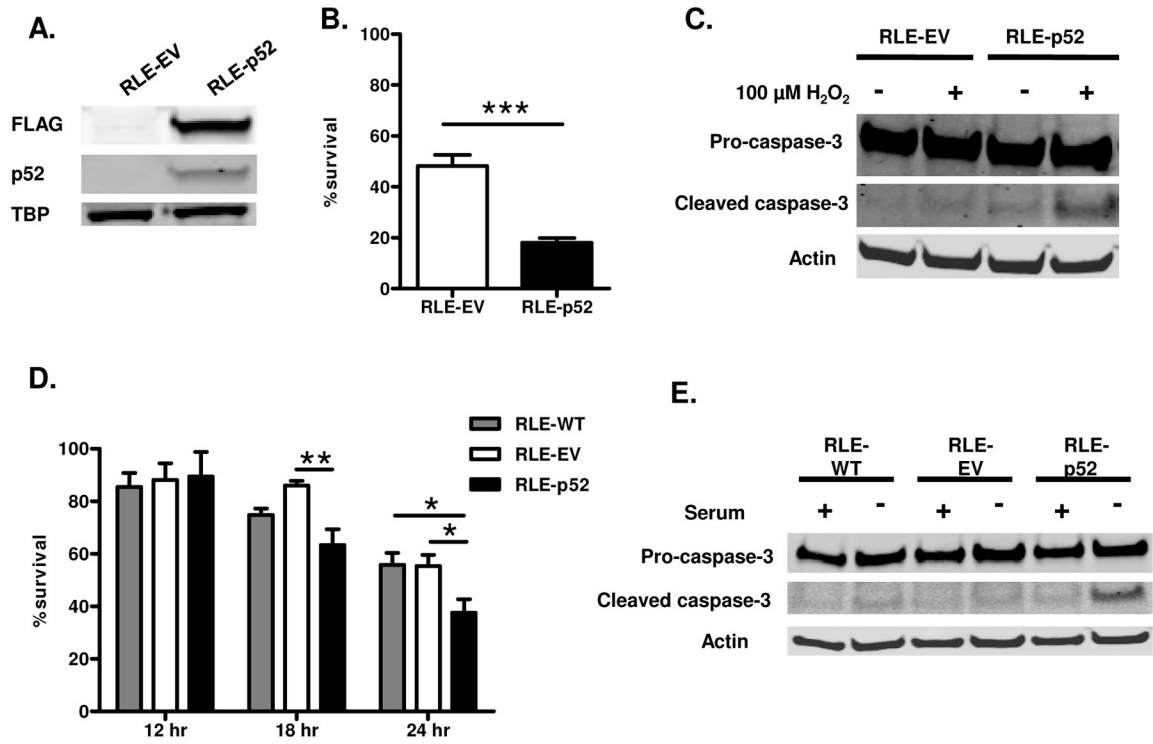 A.
RLE-EV RLE-p52
FLAG
p52
TBP
B.
100
80
60
40
20
0
%survival
***
RLE-EV RLE-p52
C.
RLE-EV RLE-p52
100 µM H₂O₂ - + - +
Pro-caspase-3
Cleaved caspase-3
Actin
D.
RLE-WT
RLE-EV
RLE-p52
100
80
60
40
20
0
%survival
**
*
*
12 hr 18 hr 24 hr
E.
RLE-WT RLE-EV RLE-p52
Serum + - + - + -
Pro-caspase-3
Cleaved caspase-3
Actin